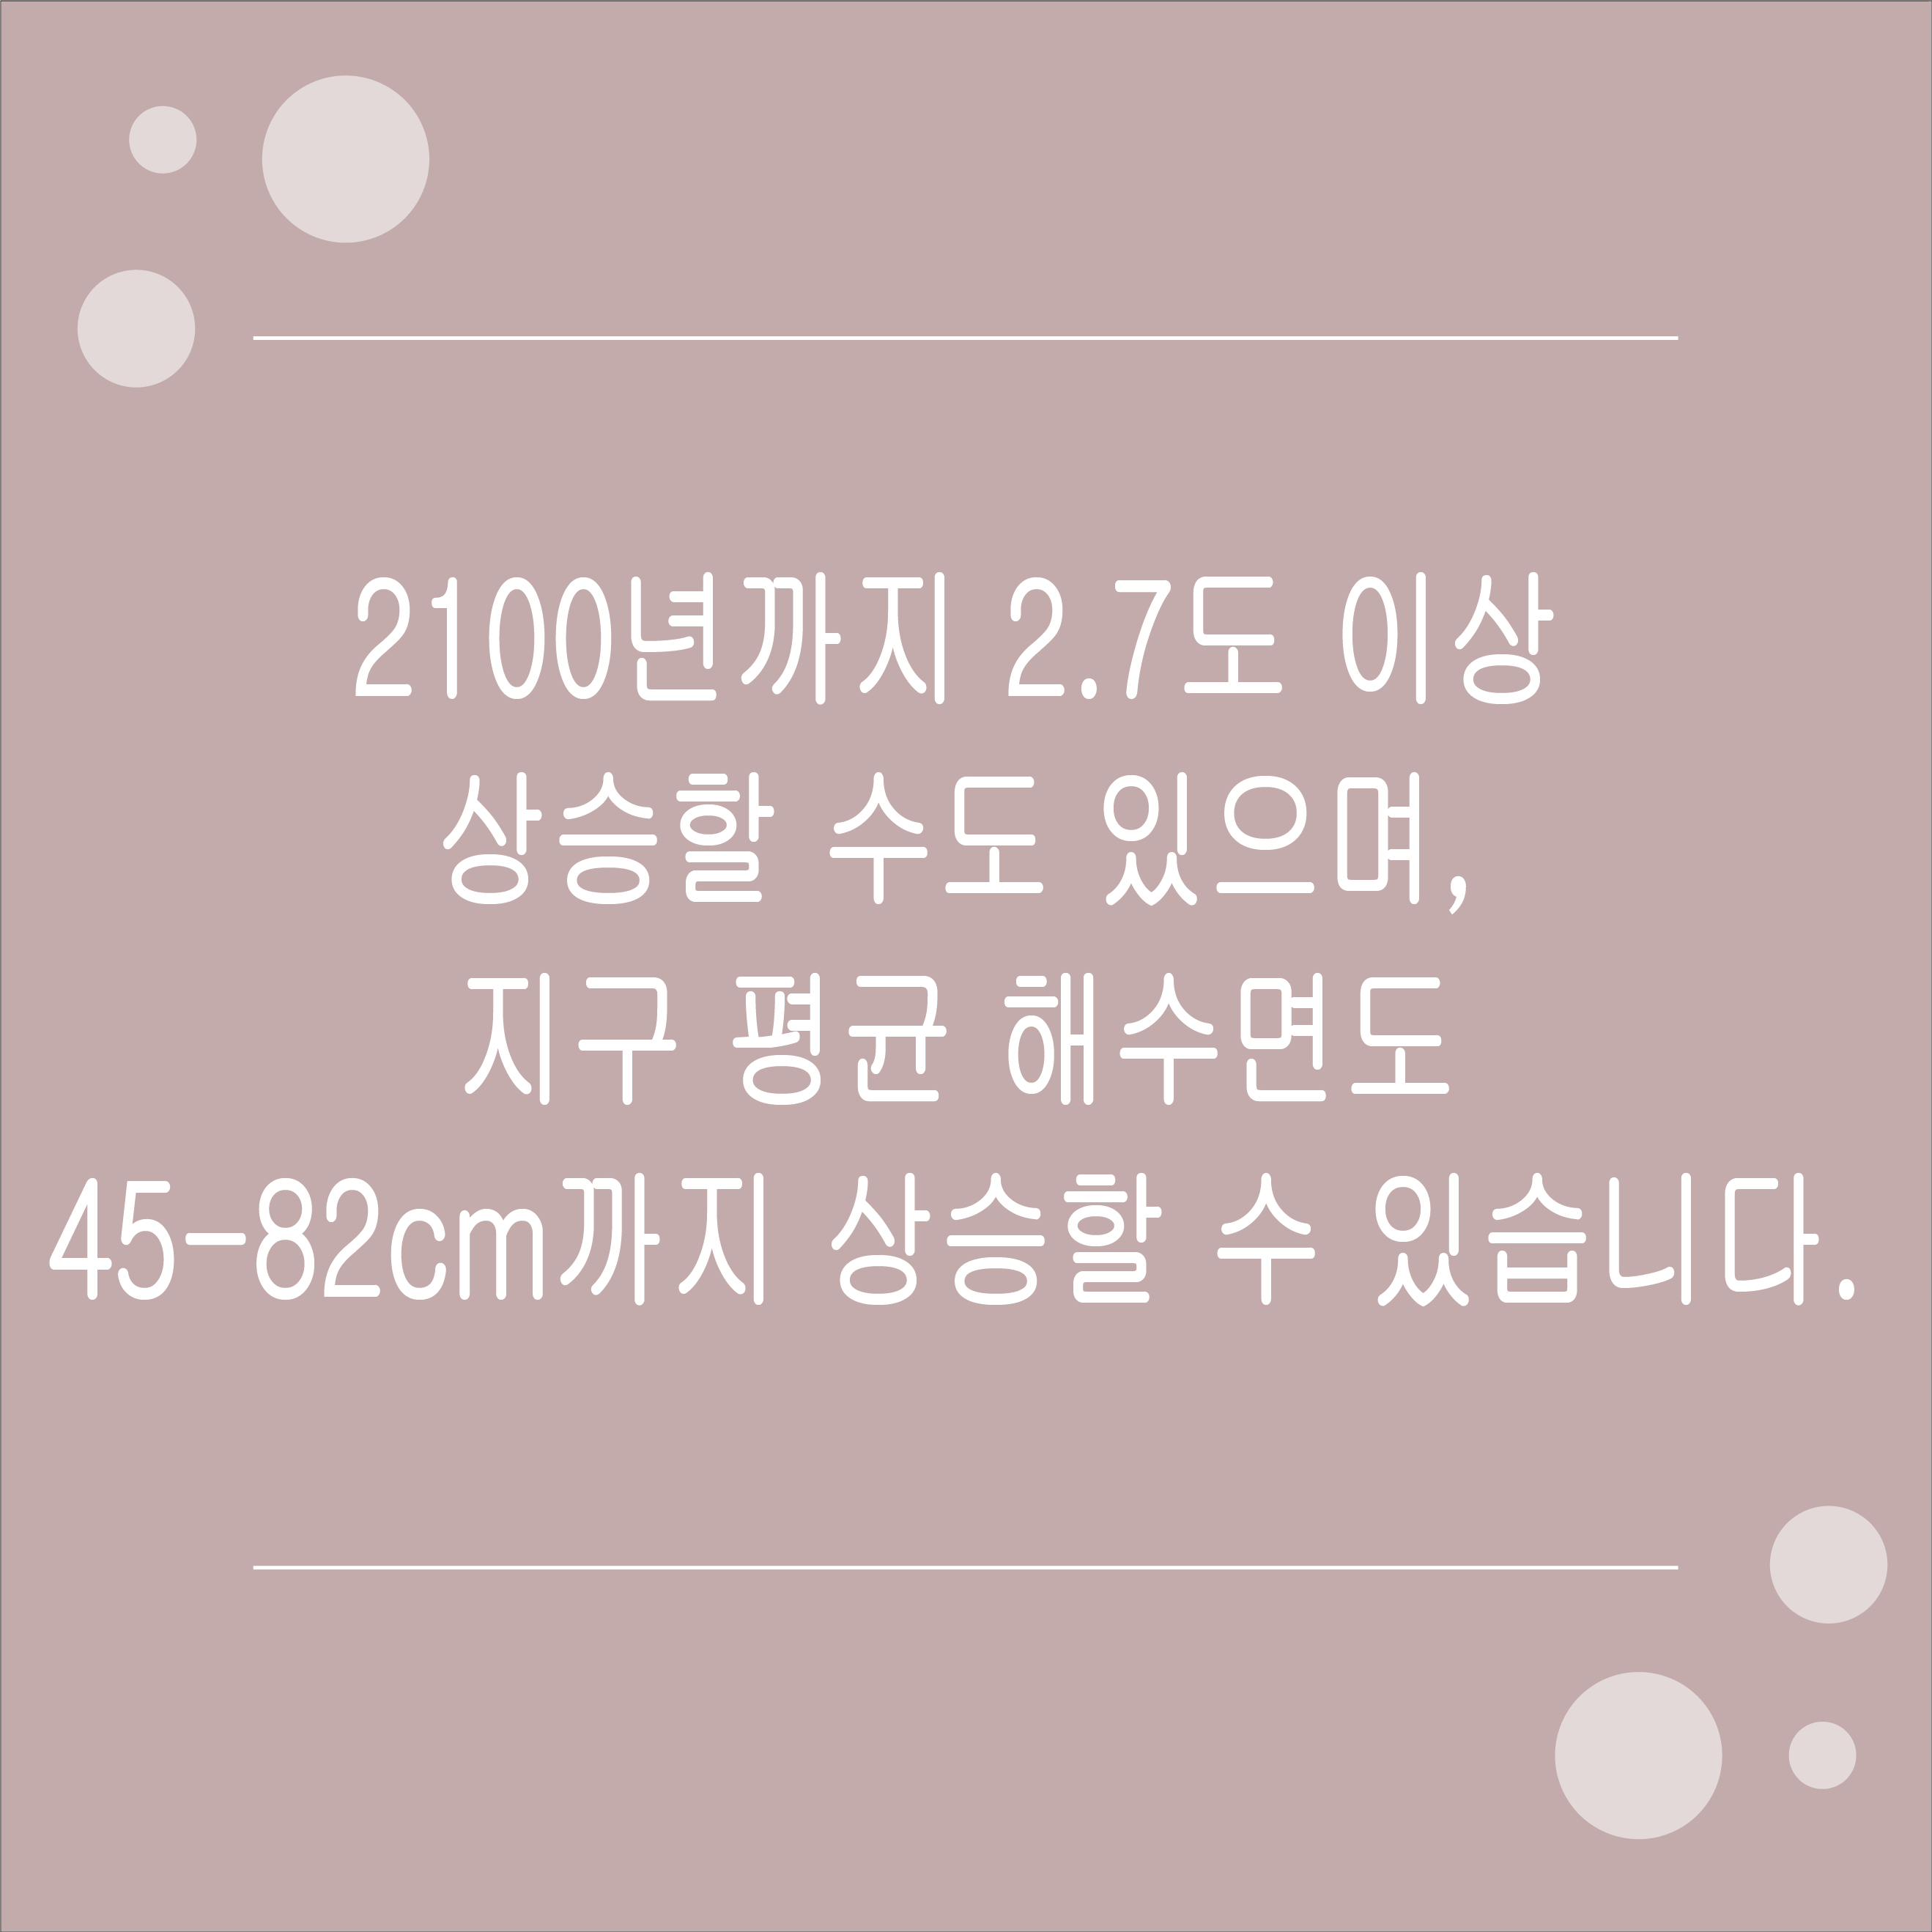 2100년까지 2.7도 이상
상승할 수도 있으며,
지구 평균 해수면도
45-82cm까지 상승할 수 있습니다.